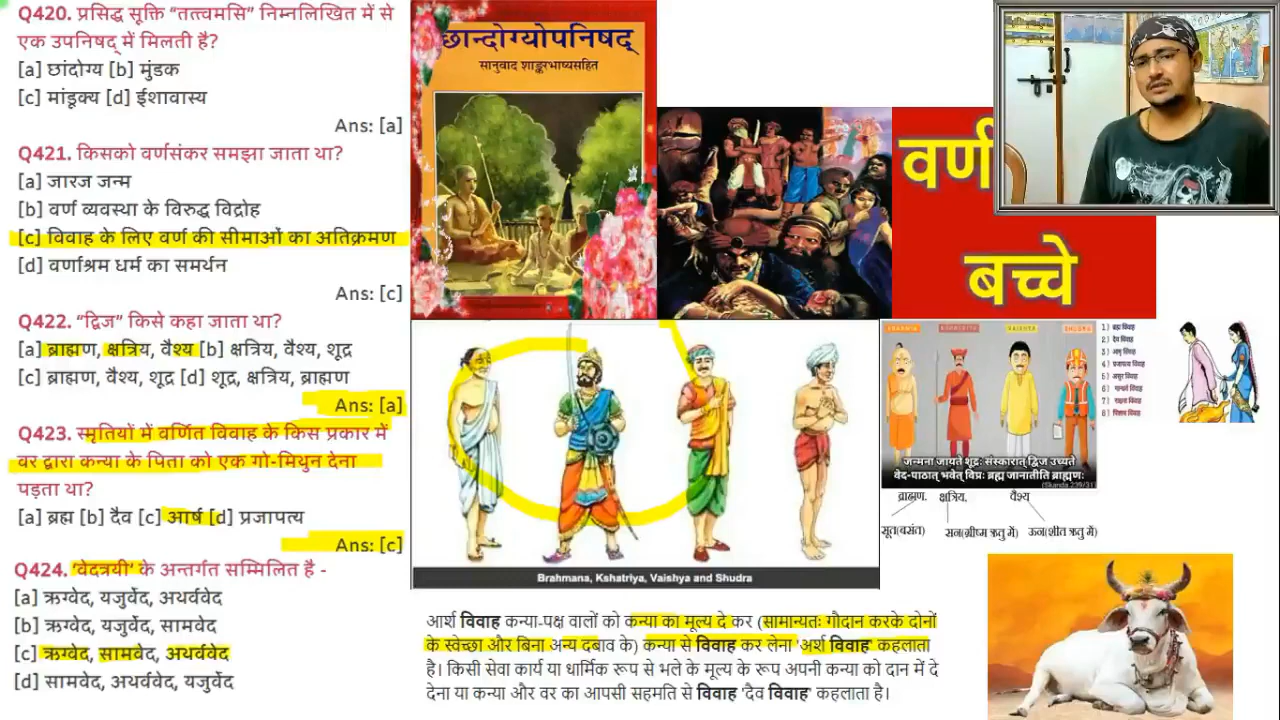 Q420. प्रसिद्ध सूक्ति “तत्त्वमसि” निम्नलिखित में से
एक उपनिषद् में मिलती है?
[a] छांदोग्य [b] मुंडक
[c] मांडूक्य [d] ईशावास्य
Ans: [a]
Q421. किसको वर्णसंकर समझा जाता था?
[a] जारज जन्म
[b] वर्ण व्यवस्था के विरुद्ध विद्रोह
[c] विवाह के लिए वर्ण की सीमाओं का अतिक्रमण
[d] वर्णाश्रम धर्म का समर्थन
Ans: [c]
Q422. “द्विज” किसे कहा जाता था?
[a] ब्राह्मण, क्षत्रिय, वैश्य [b] क्षत्रिय, वैश्य, शूद्र
[c] ब्राह्मण, वैश्य, शूद्र [d] शूद्र, क्षत्रिय, ब्राह्मण
Ans: [a]
Q423. स्मृतियों में वर्णित विवाह के किस प्रकार में
वर द्वारा कन्या के पिता को एक गो-मिथुन देना
पड़ता था?
[a] ब्रह्म [b] दैव [c] आर्ष [d] प्रजापत्य
Ans: [c]
Q424. ‘वेदत्रयी’ के अन्तर्गत सम्मिलित है -
[a] ऋग्वेद, यजुर्वेद, अथर्ववेद
[b] ऋग्वेद, यजुर्वेद, सामवेद
[c] ऋग्वेद, सामवेद, अथर्ववेद
[d] सामवेद, अथर्ववेद, यजुर्वेद
छान्दोग्योपनिषद्
सानुवाद शाङ्करभाष्यसहित
बच्चे
Brahmana, Kshatriya, Vaishya and Shudra
VAISHYA
SHUDRA
जन्मना जायते शूद्रः संस्कारात् द्विज उच्यते
वेद-पाठात् भवेत् विप्रः ब्रह्म जानातीति ब्राह्मणः
ब्राह्मण. क्षत्रिय, वैश्य
सूत(बसंत) सन(ग्रीष्म ऋतु में) ऊन(शीत ऋतु में)
आर्श विवाह कन्या-पक्ष वालों को कन्या का मूल्य दे कर (सामान्यतः गौदान करके दोनों
के स्वेच्छा और बिना अन्य दबाव के) कन्या से विवाह कर लेना 'अर्श विवाह' कहलाता
है। किसी सेवा कार्य या धार्मिक रूप से भले के मूल्य के रूप अपनी कन्या को दान में दे
देना या कन्या और वर का आपसी सहमति से विवाह 'दैव विवाह' कहलाता है।